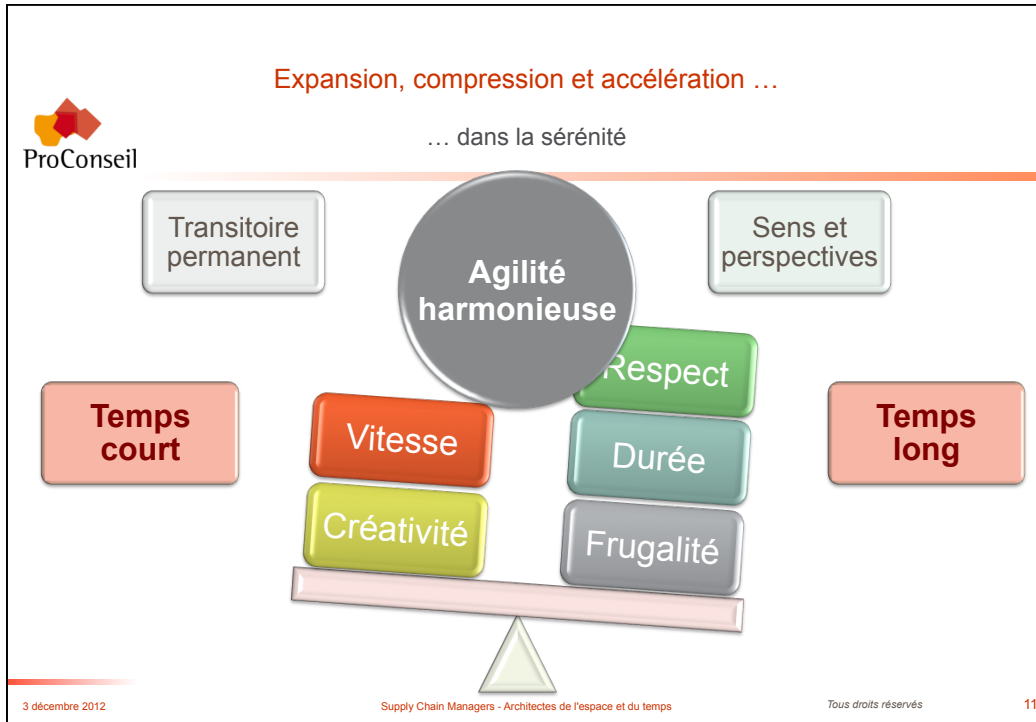 Expansion, compression et accélération …
… dans la sérénité
ProConseil
Transitoire
permanent
Agilité
harmonieuse
Sens et
perspectives
Respect
Temps
court
Vitesse
Durée
Temps
long
Créativité
Frugalité
3 décembre 2012
Supply Chain Managers - Architectes de l'espace et du temps
Tous droits réservés
11